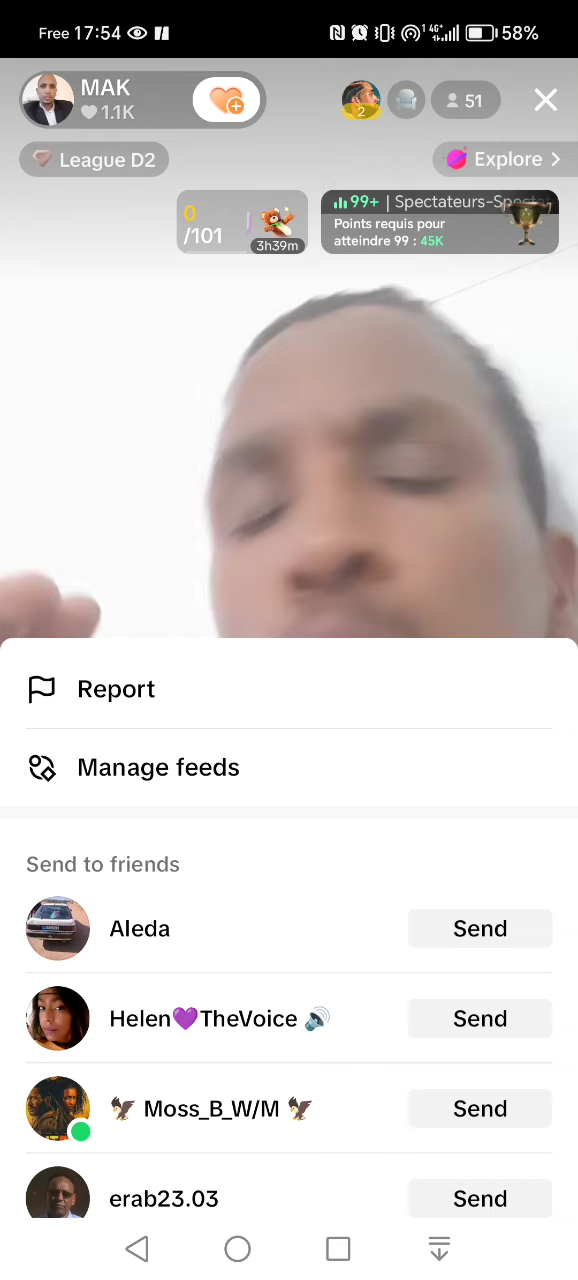 Free 17:54 58%
MAK
1.1K
2
51
League D2
Explore
0
/101
3h39m
99+ | Spectateurs-
Points requis pour
atteindre 99 : 45K
Report
Manage feeds
Send to friends
Aleda Send
Helen💜TheVoice 🔊 Send
🦅 Moss_B_W/M 🦅 Send
erab23.03 Send